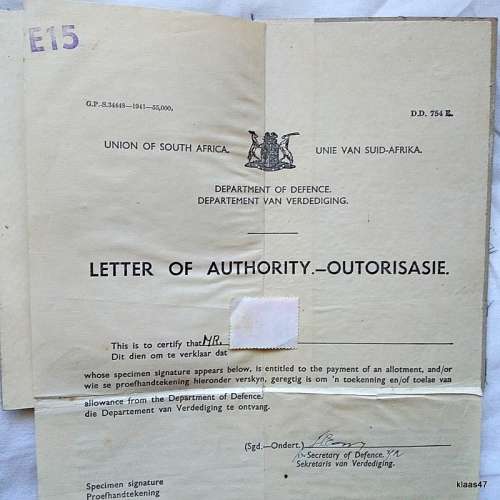 E15
G.P.-S.34648—1941—55,000.
D.D. 754 E.
UNION OF SOUTH AFRICA. UNIE VAN SUID-AFRIKA.
DEPARTMENT OF DEFENCE.
DEPARTEMENT VAN VERDEDIGING.
LETTER OF AUTHORITY.—OUTORISASIE.
This is to certify that MR.
Dit dien om te verklaar dat
whose specimen signature appears below, is entitled to the payment of an allotment, and/or
wie se proefhandtekening hieronder verskyn, geregtig is om 'n toekenning en/of toelae van
allowance from the Department of Defence.
die Departement van Verdediging te ontvang.
(Sgd.—Ondert.)
Secretary of Defence.
Sekretaris van Verdediging.
Specimen signature
Proefhandtekening
klaas47